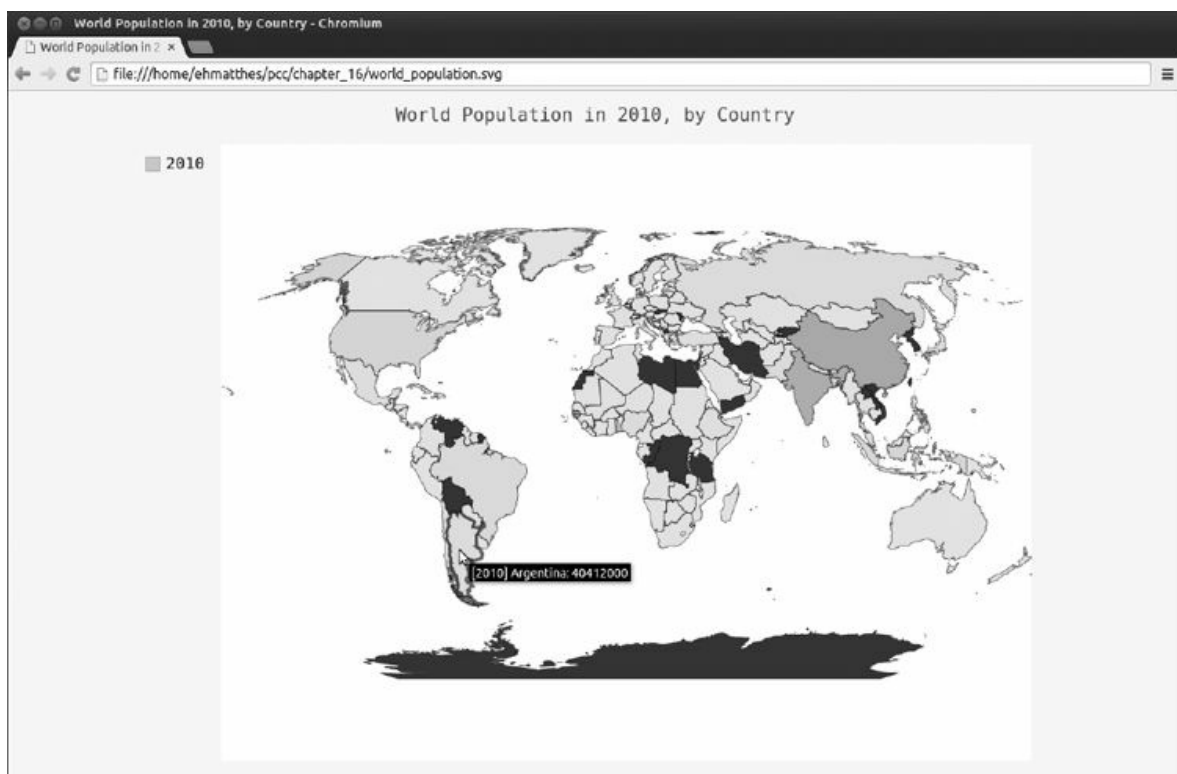 World Population in 2010, by Country - Chromium
World Population in 2
file:///home/ehmatthes/pcc/chapter_16/world_population.svg
World Population in 2010, by Country
2010
[2010] Argentina: 40412000